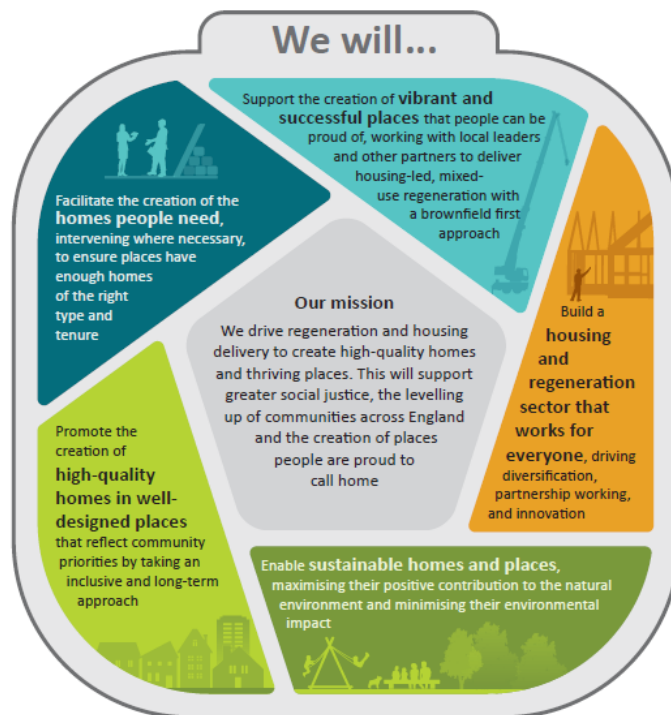 We will...
Support the creation of vibrant and
successful places that people can be
proud of, working with local leaders
and other partners to deliver
housing-led, mixed-
use regeneration with
a brownfield first
approach
Build a
housing
and
regeneration
sector that
works for
everyone, driving
diversification,
partnership working,
and innovation
Enable sustainable homes and places,
maximising their positive contribution to the natural
environment and minimising their environmental
impact
Promote the
creation of
high-quality
homes in well-
designed places
that reflect community
priorities by taking an
inclusive and long-term
approach
Facilitate the creation of the
homes people need,
intervening where necessary,
to ensure places have
enough homes
of the right
type and
tenure
Our mission
We drive regeneration and housing
delivery to create high-quality homes
and thriving places. This will support
greater social justice, the levelling
up of communities across England
and the creation of places
people are proud to
call home